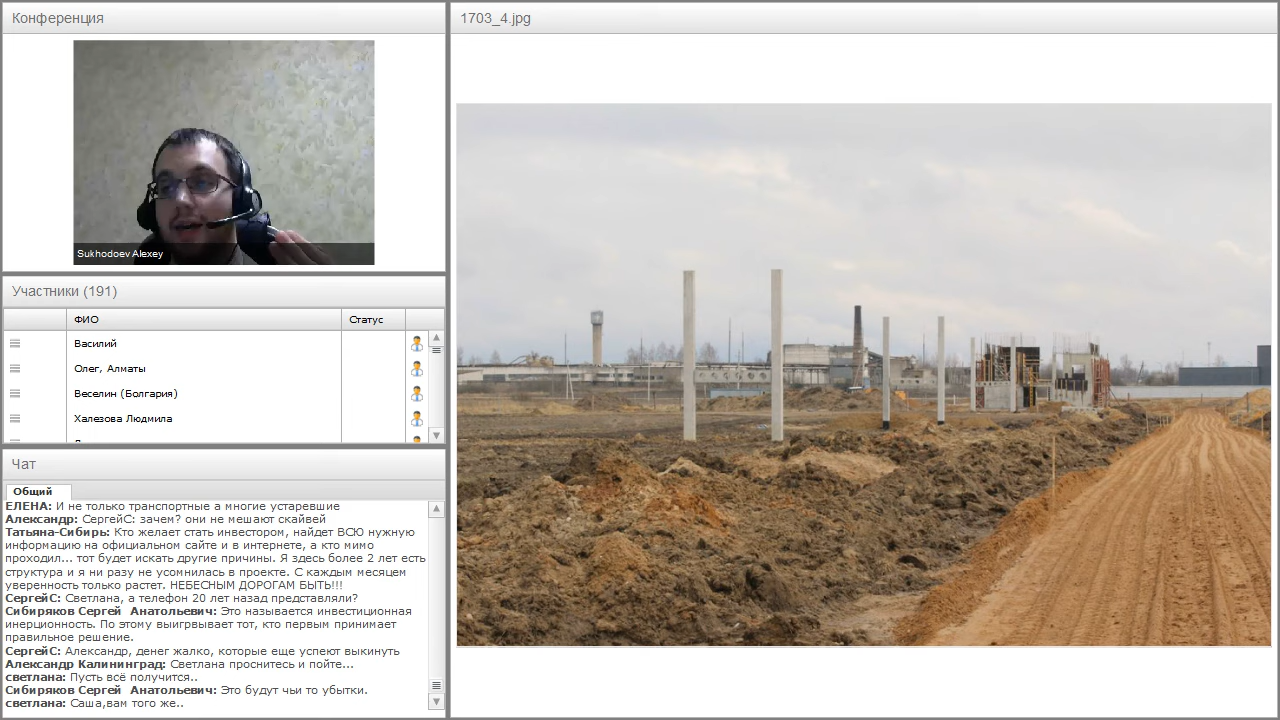 Конференция
Sukhodoev Alexey
Участники (191)
ФИО
Статус
Василий
Олег, Алматы
Веселин (Болгария)
Халезова Людмила
Чат
Общий
ЕЛЕНА: И не только транспортные а многие устаревшие
Александр: СергейС: зачем? они не мешают скайвей
Татьяна-Сибирь: Кто желает стать инвестором, найдет ВСЮ нужную
информацию на официальном сайте и в интернете, а кто мимо
проходил... тот будет искать другие причины. Я здесь более 2 лет есть
структура и я ни разу не усомнилась в проекте. С каждым месяцем
уверенность только растет. НЕБЕСНЫМ ДОРОГАМ БЫТЬ!!!
СергейС: Светлана, а телефон 20 лет назад представляли?
Сибиряков Сергей Анатольевич: Это называется инвестиционная
инерционность. По этому выигрвывает тот, кто первым принимает
правильное решение.
СергейС: Александр, денег жалко, которые еще успеют выкинуть
Александр Калининград: Светлана проснитесь и пойте...
светлана: Пусть всё получится..
Сибиряков Сергей Анатольевич: Это будут чьи то убытки.
светлана: Саша,вам того же..
1703_4.jpg